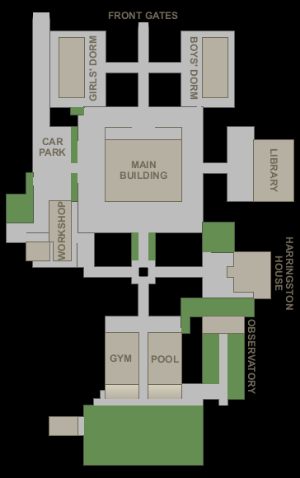 FRONT GATES
GIRLS' DORM
BOYS' DORM
CAR
PARK
MAIN
BUILDING
LIBRARY
WORKSHOP
HARRINGSTON
HOUSE
OBSERVATORY
GYM
POOL